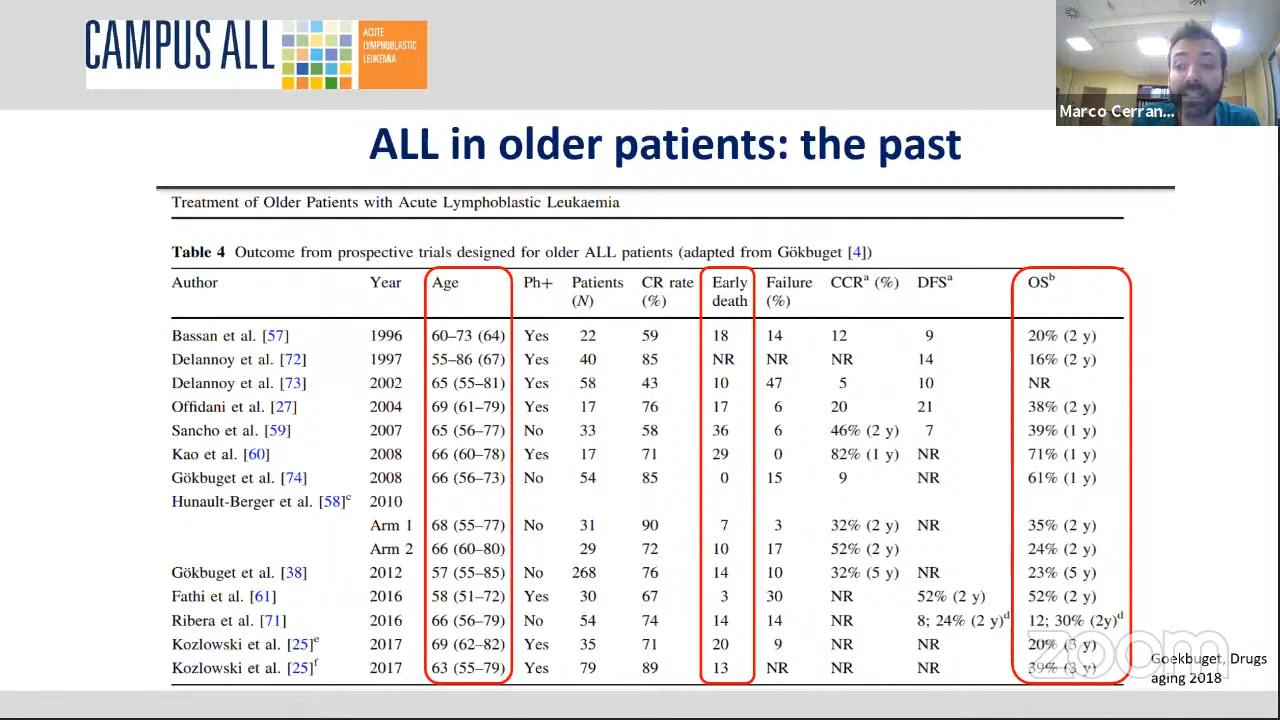 CAMPUS ALL
ACUTE
LYMPHOBLASTIC
LEUKEMIA
Marco Cerran...
ALL in older patients: the past
Treatment of Older Patients with Acute Lymphoblastic Leukaemia
Table 4 Outcome from prospective trials designed for older ALL patients (adapted from Gökbuget [4])
Author Year Age Ph+ Patients (N) CR rate (%) Early death Failure (%) CCRa (%) DFSa OSb
Bassan et al. [57] 1996 60–73 (64) Yes 22 59 18 14 12 9 20% (2 y)
Delannoy et al. [72] 1997 55–86 (67) Yes 40 85 NR NR NR 14 16% (2 y)
Delannoy et al. [73] 2002 65 (55–81) Yes 58 43 10 47 5 10 NR
Offidani et al. [27] 2004 69 (61–79) Yes 17 76 17 6 20 21 38% (2 y)
Sancho et al. [59] 2007 65 (56–77) No 33 58 36 6 46% (2 y) 7 39% (1 y)
Kao et al. [60] 2008 66 (60–78) Yes 17 71 29 0 82% (1 y) NR 71% (1 y)
Gökbuget et al. [74] 2008 66 (56–73) No 54 85 0 15 9 61% (1 y)
Hunault-Berger et al. [58]c 2010
Arm 1 68 (55–77) No 31 90 7 3 32% (2 y) NR 35% (2 y)
Arm 2 66 (60–80) 29 72 10 17 52% (2 y) 24% (2 y)
Gökbuget et al. [38] 2012 57 (55–85) No 268 76 14 10 32% (5 y) NR 23% (5 y)
Fathi et al. [61] 2016 58 (51–72) Yes 30 67 3 30 NR 52% (2 y) 52% (2 y)
Ribera et al. [71] 2016 66 (56–79) No 54 74 14 14 NR 8; 24% (2 y)d 12; 30% (2y)d
Kozlowski et al. [25]e 2017 69 (62–82) Yes 35 71 20 9 NR NR 20% (3 y)
Kozlowski et al. [25]f 2017 63 (55–79) Yes 79 89 13 NR NR NR 39% (3 y)
zoom
Goekbuget, Drugs
aging 2018